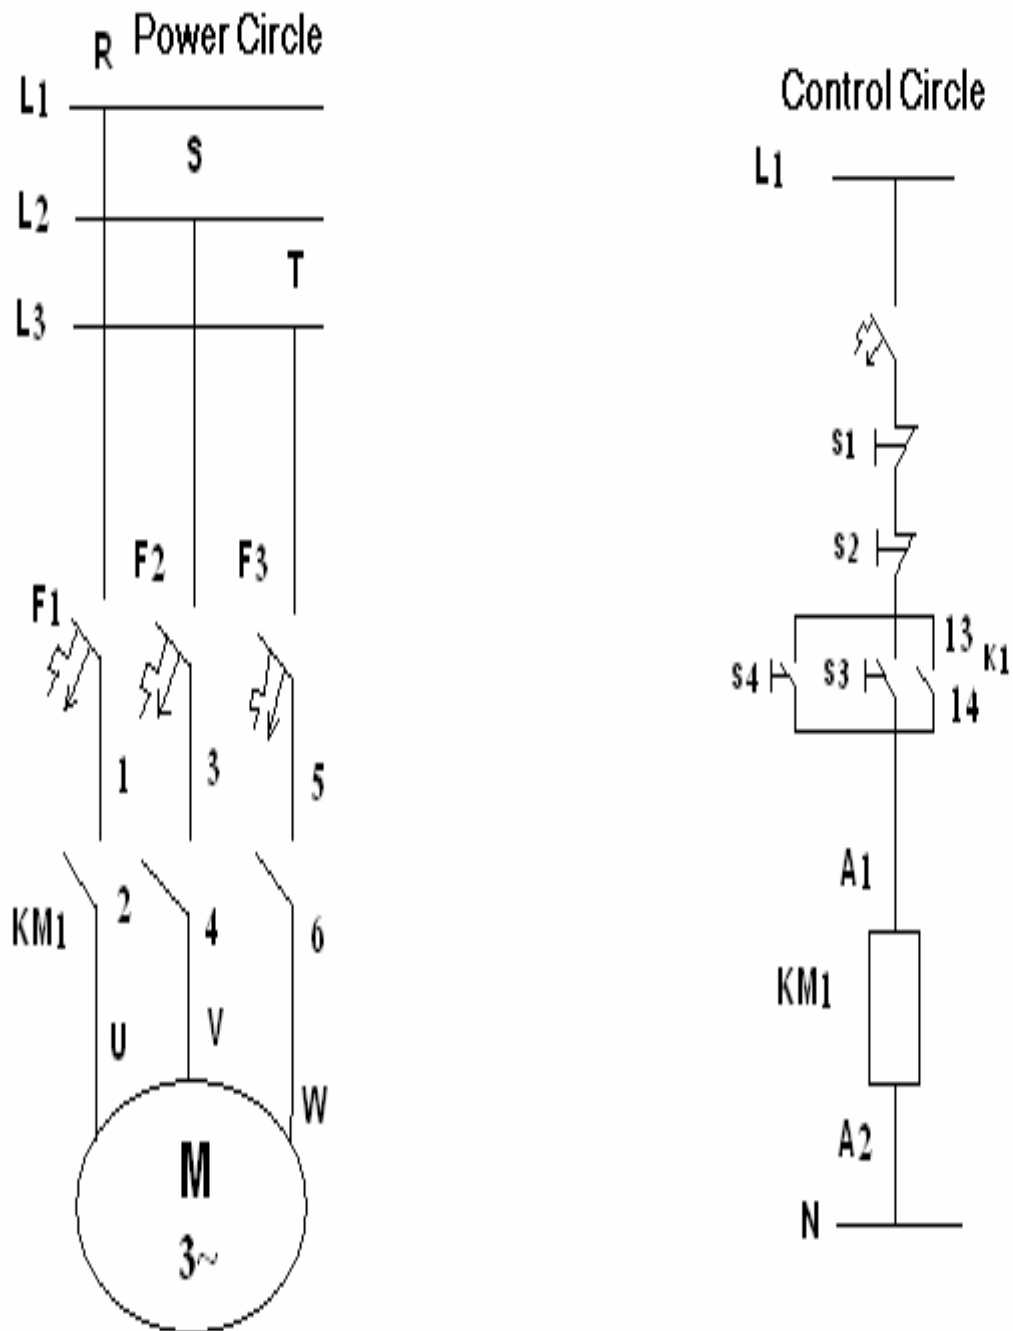 Power Circle
R
L1
S
L2
T
L3
F1
F2
F3
1
3
5
KM1
2
4
6
U
V
W
M
3~
Control Circle
L1
S1
S2
S4
S3
13
K1
14
A1
KM1
A2
N